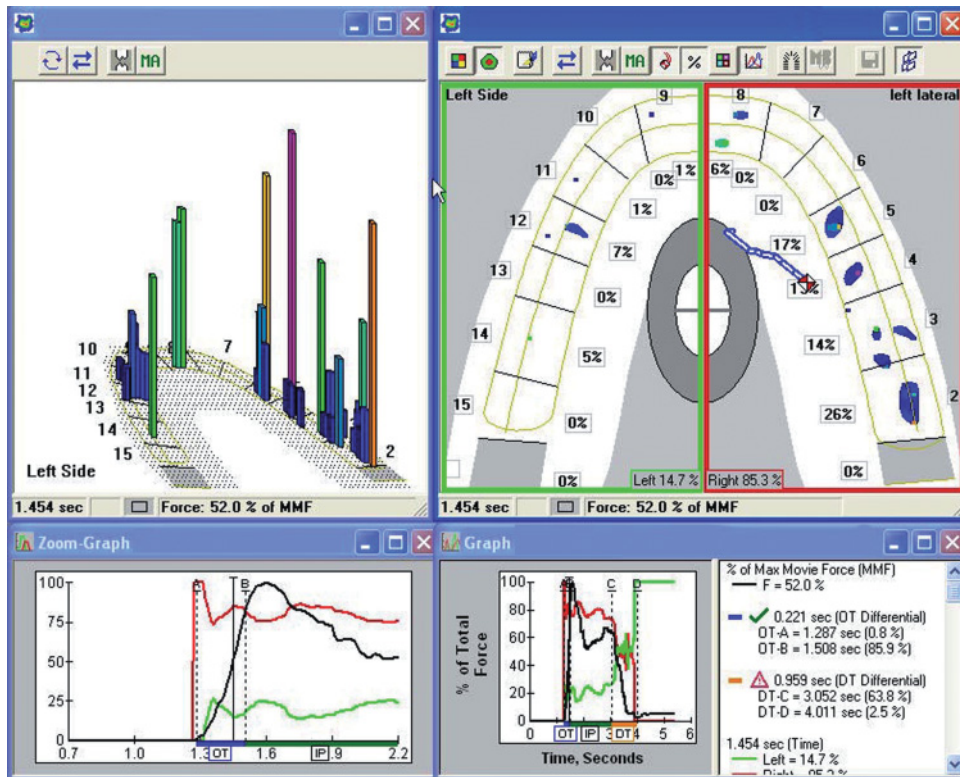 MA
10
11
12
13
14
15
8
7
2
Left Side
1.454 sec
Force: 52.0 % of MMF
MA
%
Left Side
left lateral
9
8
10
7
11
6
12
5
13
4
14
3
15
2
0%
1%
6%
0%
1%
0%
7%
17%
0%
14%
5%
26%
0%
0%
0%
Left 14.7 %
Right 85.3 %
1.454 sec
Force: 52.0 % of MMF
Zoom-Graph
A
B
100
75
50
25
0
0.7
1.0
1.3
1.6
1.9
2.2
OT
IP
Graph
% of Total Force
100
80
60
40
20
0
A
C
D
0
1
2
3
4
5
6
OT
IP
DT
Time, Seconds
% of Max Movie Force (MMF)
F = 52.0 %
0.221 sec (OT Differential)
OT-A = 1.287 sec (0.8 %)
OT-B = 1.508 sec (85.9 %)
0.959 sec (DT Differential)
DT-C = 3.052 sec (63.8 %)
DT-D = 4.011 sec (2.5 %)
1.454 sec (Time)
Left = 14.7 %